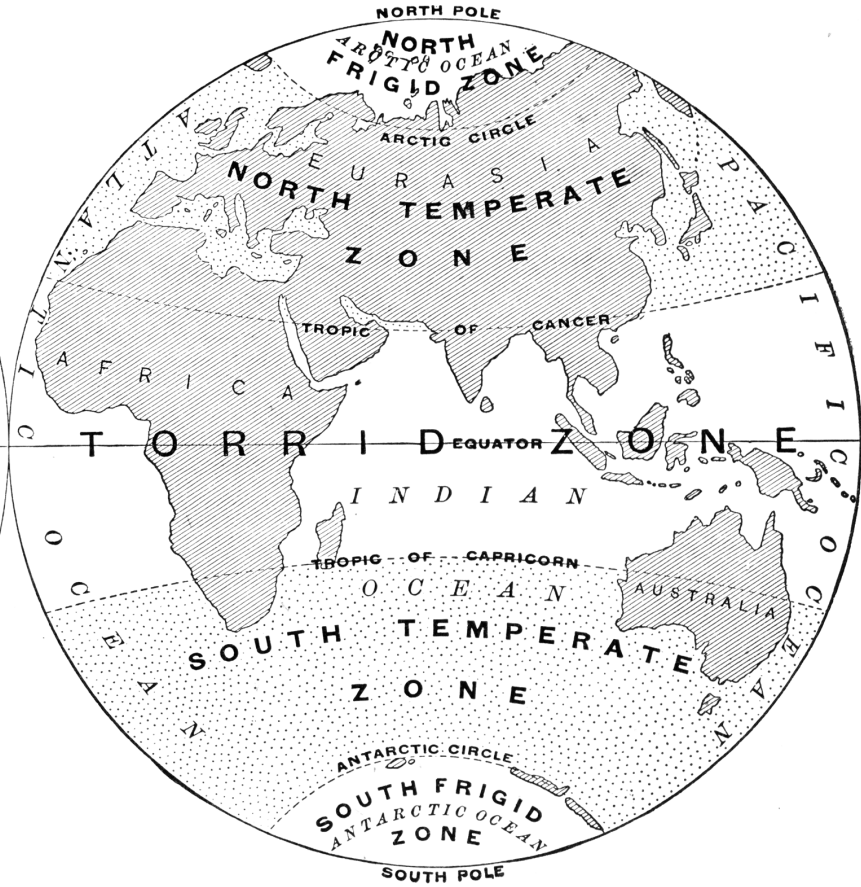 NORTH POLE
NORTH
ARCTIC OCEAN
FRIGID ZONE
ARCTIC CIRCLE
EURASIA
NORTH TEMPERATE
ZONE
ATLANTIC OCEAN
PACIFIC OCEAN
TROPIC OF CANCER
AFRICA
TORRID ZONE
EQUATOR
INDIAN
TROPIC OF CAPRICORN
OCEAN
AUSTRALIA
SOUTH TEMPERATE
ZONE
ANTARCTIC CIRCLE
SOUTH FRIGID
ANTARCTIC OCEAN
ZONE
SOUTH POLE